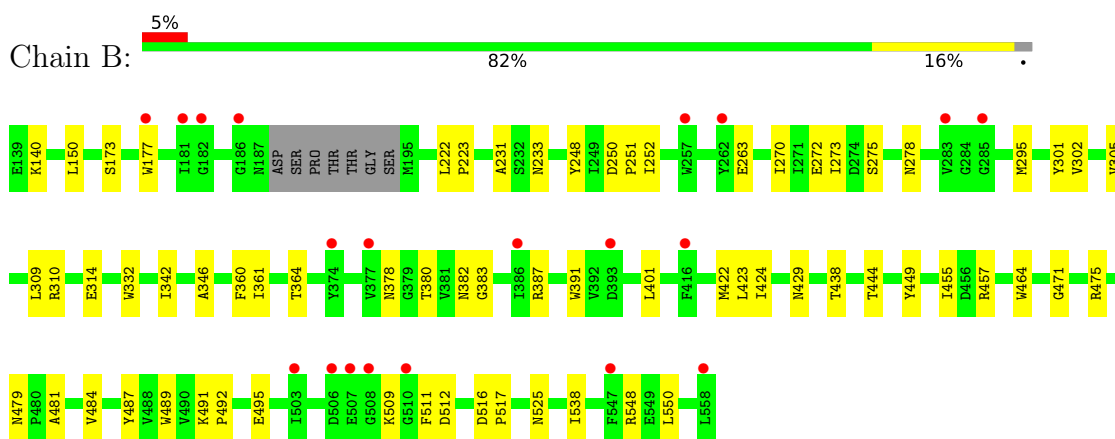 5%
Chain B:
82% 16% •
E139 K140 L150 S173 W177 I181 G182 G186 N187 ASP SER PRO THR THR GLY SER M195 L222 P223 A231 S232 N233 Y248 I249 D250 P251 I252 W257 Y262 E263 I270 I271 E272 I273 D274 S275 N278 V283 G284 G285 M295 Y301 V302 V305
L309 R310 E314 W332 I342 A346 F360 I361 T364 Y374 V377 N378 G379 T380 V381 N382 G383 I386 R387 W391 V392 D393 L401 F416 M422 L423 I424 N429 T438 T444 Y449 I455 D456 R457 W464 G471 R475
N479 P480 A481 V484 Y487 V488 W489 V490 K491 P492 E495 I503 D506 E507 G508 K509 G510 F511 D512 D516 P517 N525 I538 F547 R548 E549 L550 L558